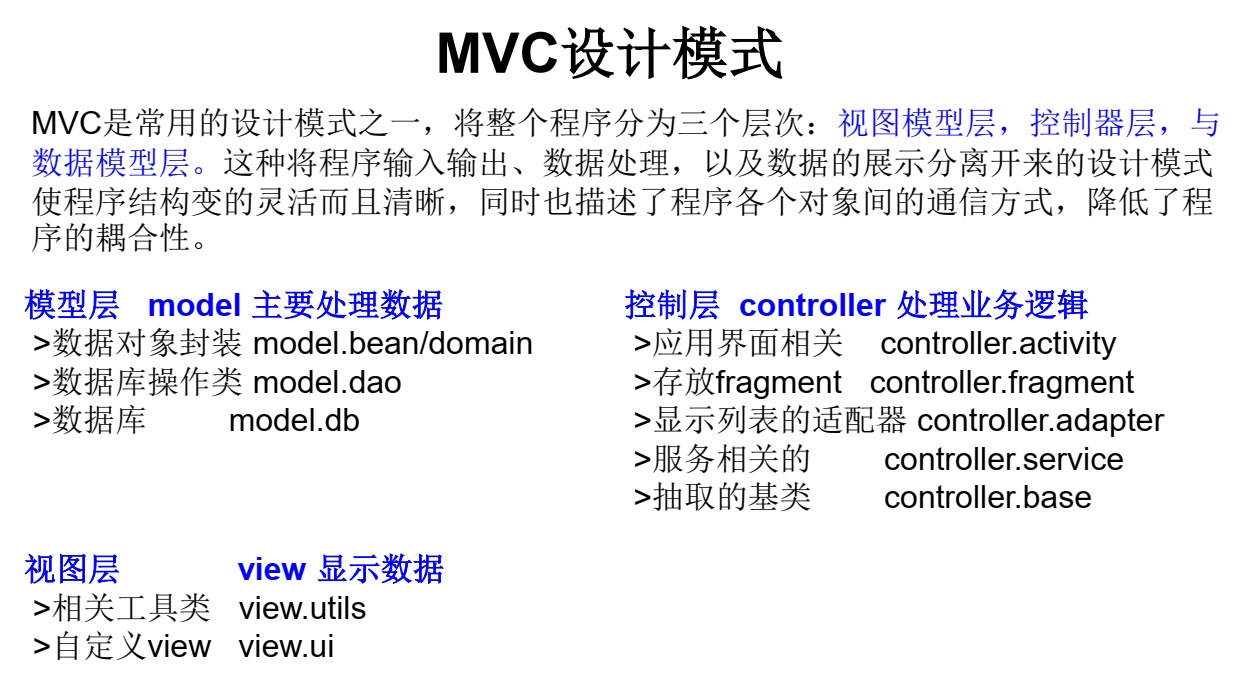 MVC设计模式
MVC是常用的设计模式之一，将整个程序分为三个层次：视图模型层，控制器层，与
数据模型层。这种将程序输入输出、数据处理，以及数据的展示分离开来的设计模式
使程序结构变的灵活而且清晰，同时也描述了程序各个对象间的通信方式，降低了程
序的耦合性。
模型层 model 主要处理数据
>数据对象封装 model.bean/domain
>数据库操作类 model.dao
>数据库 model.db
控制层 controller 处理业务逻辑
>应用界面相关 controller.activity
>存放fragment controller.fragment
>显示列表的适配器 controller.adapter
>服务相关的 controller.service
>抽取的基类 controller.base
视图层 view 显示数据
>相关工具类 view.utils
>自定义view view.ui